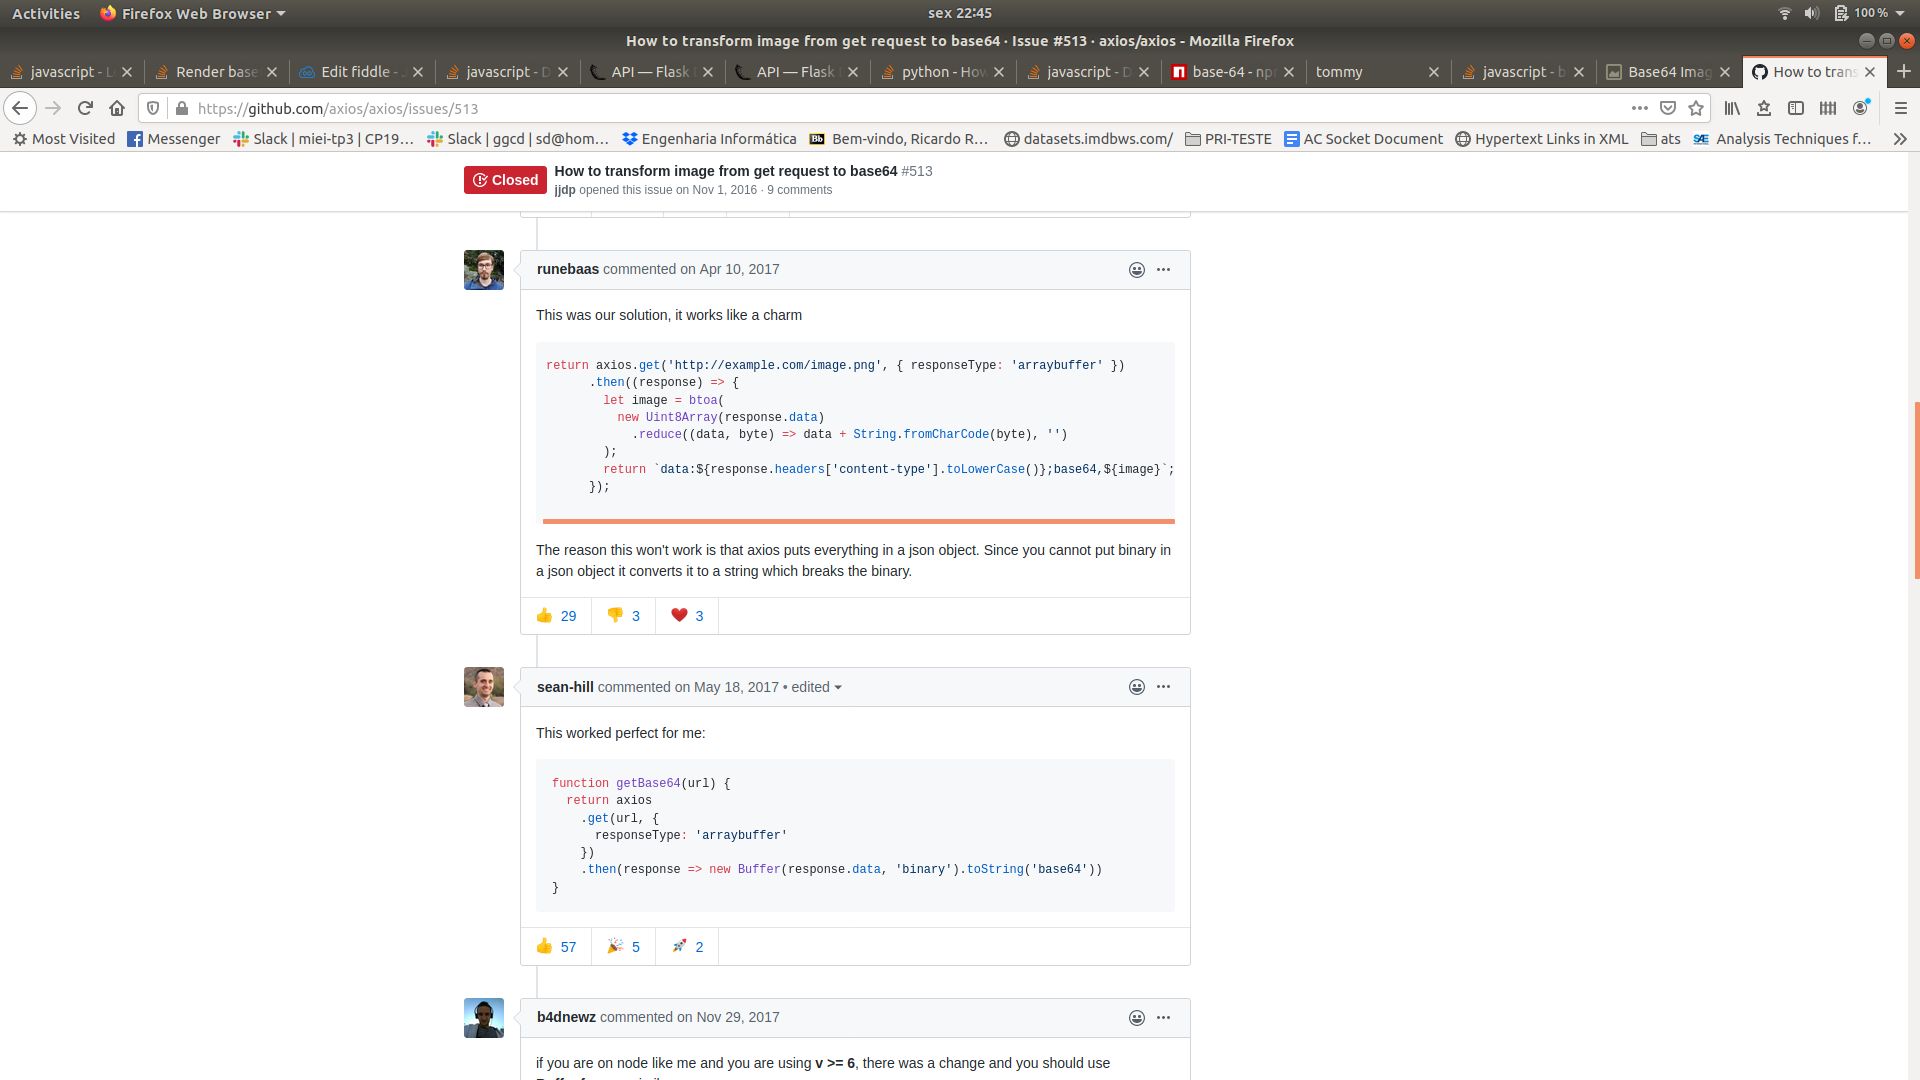 Activities Firefox Web Browser sex 22:45 100 %
How to transform image from get request to base64 · Issue #513 · axios/axios - Mozilla Firefox
javascript - L Render base Edit fiddle - J javascript - D API — Flask API — Flask python - How javascript - D base-64 - npm tommy javascript - b Base64 Imag How to trans
https://github.com/axios/axios/issues/513
Most Visited Messenger Slack | miei-tp3 | CP19… Slack | ggcd | sd@hom… Engenharia Informática Bb Bem-vindo, Ricardo R… datasets.imdbws.com/ PRI-TESTE AC Socket Document Hypertext Links in XML ats SAE Analysis Techniques f…
Closed How to transform image from get request to base64 #513
jjdp opened this issue on Nov 1, 2016 · 9 comments
runebaas commented on Apr 10, 2017
This was our solution, it works like a charm
return axios.get('http://example.com/image.png', { responseType: 'arraybuffer' })
.then((response) => {
let image = btoa(
new Uint8Array(response.data)
.reduce((data, byte) => data + String.fromCharCode(byte), '')
);
return `data:${response.headers['content-type'].toLowerCase()};base64,${image}`;
});
The reason this won't work is that axios puts everything in a json object. Since you cannot put binary in
a json object it converts it to a string which breaks the binary.
29 3 3
sean-hill commented on May 18, 2017 • edited
This worked perfect for me:
function getBase64(url) {
return axios
.get(url, {
responseType: 'arraybuffer'
})
.then(response => new Buffer(response.data, 'binary').toString('base64'))
}
57 5 2
b4dnewz commented on Nov 29, 2017
if you are on node like me and you are using v >= 6, there was a change and you should use